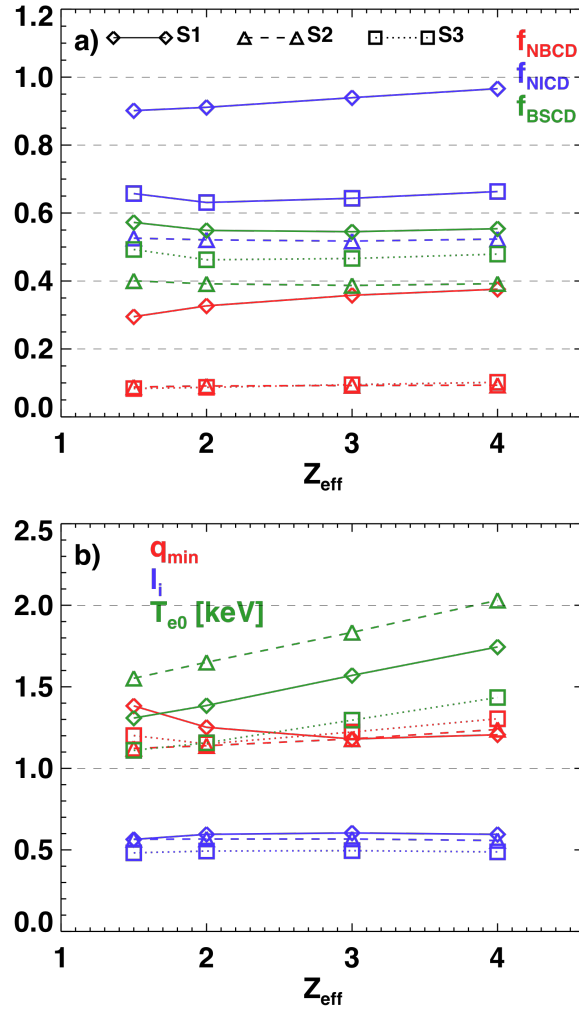 a) S1 S2 S3
f_NBCD
f_NICD
f_BSCD
1.2
1.0
0.8
0.6
0.4
0.2
0.0
1 2 3 4
Z_eff
b)
q_min
l_i
T_e0 [keV]
2.5
2.0
1.5
1.0
0.5
0.0
1 2 3 4
Z_eff